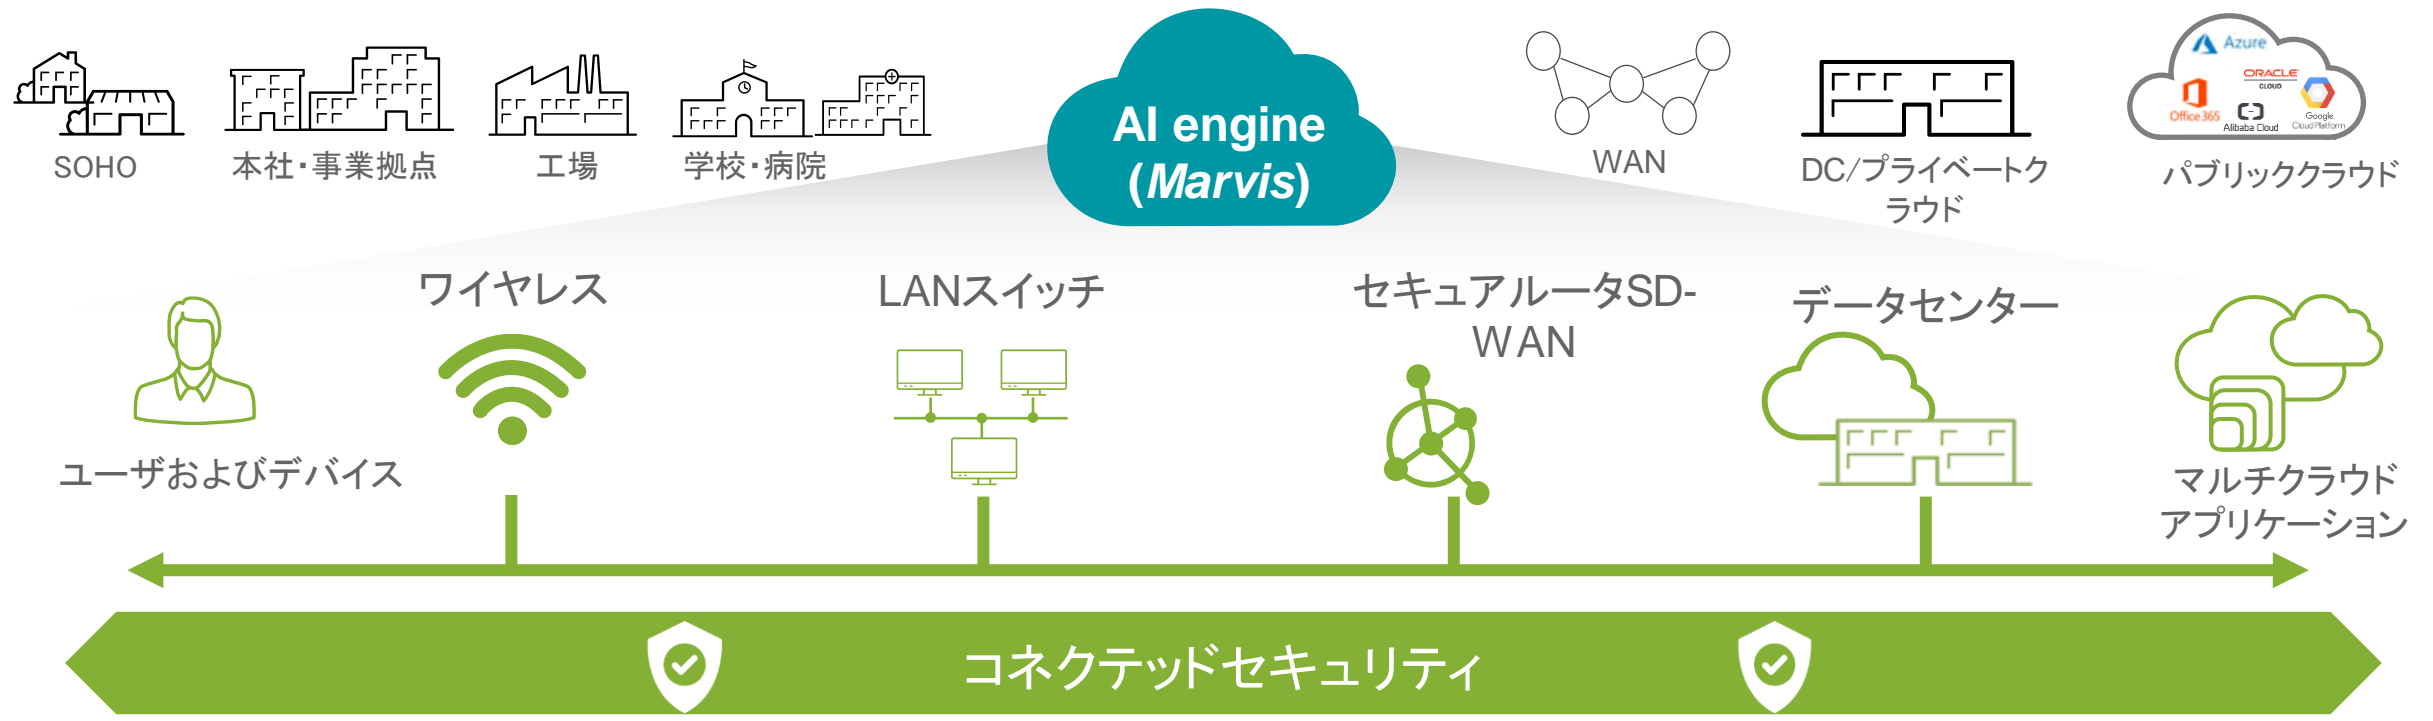 AI engine
(Marvis)
SOHO
本社・事業拠点
工場
学校・病院
WAN
DC/プライベートク
ラウド
Azure
ORACLE
CLOUD
Office 365
Alibaba Cloud
Google
Cloud Platform
パブリッククラウド
ワイヤレス
LANスイッチ
セキュアルータSD-
WAN
データセンター
ユーザおよびデバイス
マルチクラウド
アプリケーション
コネクテッドセキュリティ